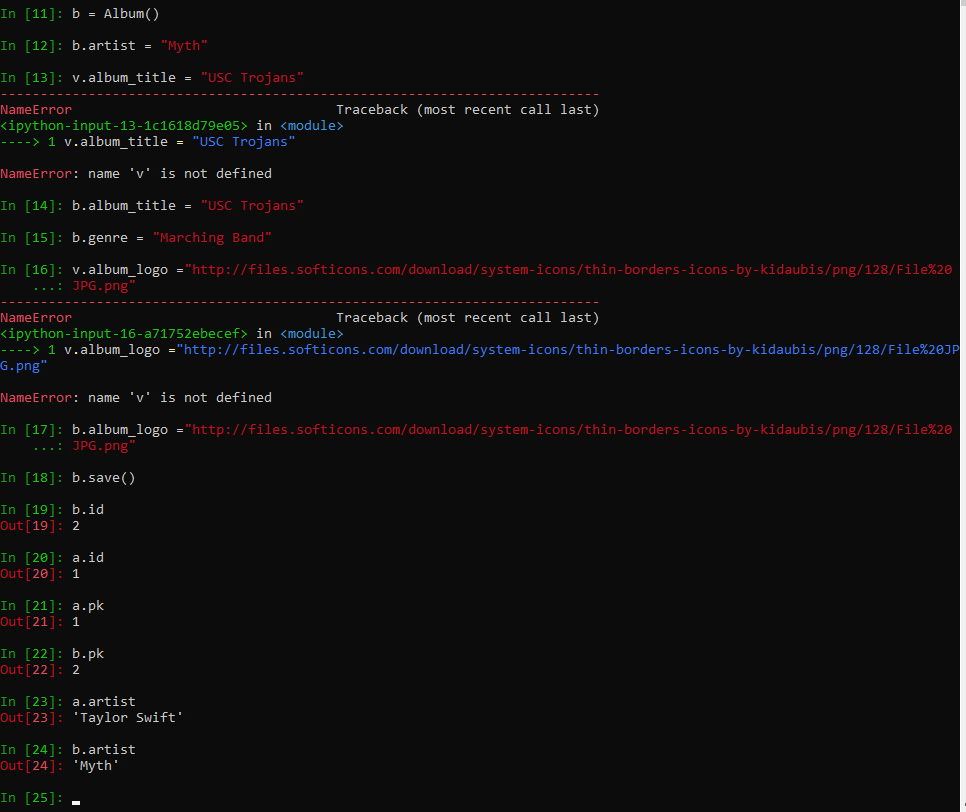 In [11]: b = Album()
In [12]: b.artist = "Myth"
In [13]: v.album_title = "USC Trojans"
---------------------------------------------------------------------------
NameError                                 Traceback (most recent call last)
<ipython-input-13-1c1618d79e05> in <module>
----> 1 v.album_title = "USC Trojans"
NameError: name 'v' is not defined
In [14]: b.album_title = "USC Trojans"
In [15]: b.genre = "Marching Band"
In [16]: v.album_logo ="http://files.softicons.com/download/system-icons/thin-borders-icons-by-kidaubis/png/128/File%20
    ...: JPG.png"
---------------------------------------------------------------------------
NameError                                 Traceback (most recent call last)
<ipython-input-16-a71752ebecef> in <module>
----> 1 v.album_logo ="http://files.softicons.com/download/system-icons/thin-borders-icons-by-kidaubis/png/128/File%20JP
G.png"
NameError: name 'v' is not defined
In [17]: b.album_logo ="http://files.softicons.com/download/system-icons/thin-borders-icons-by-kidaubis/png/128/File%20
    ...: JPG.png"
In [18]: b.save()
In [19]: b.id
Out[19]: 2
In [20]: a.id
Out[20]: 1
In [21]: a.pk
Out[21]: 1
In [22]: b.pk
Out[22]: 2
In [23]: a.artist
Out[23]: 'Taylor Swift'
In [24]: b.artist
Out[24]: 'Myth'
In [25]: